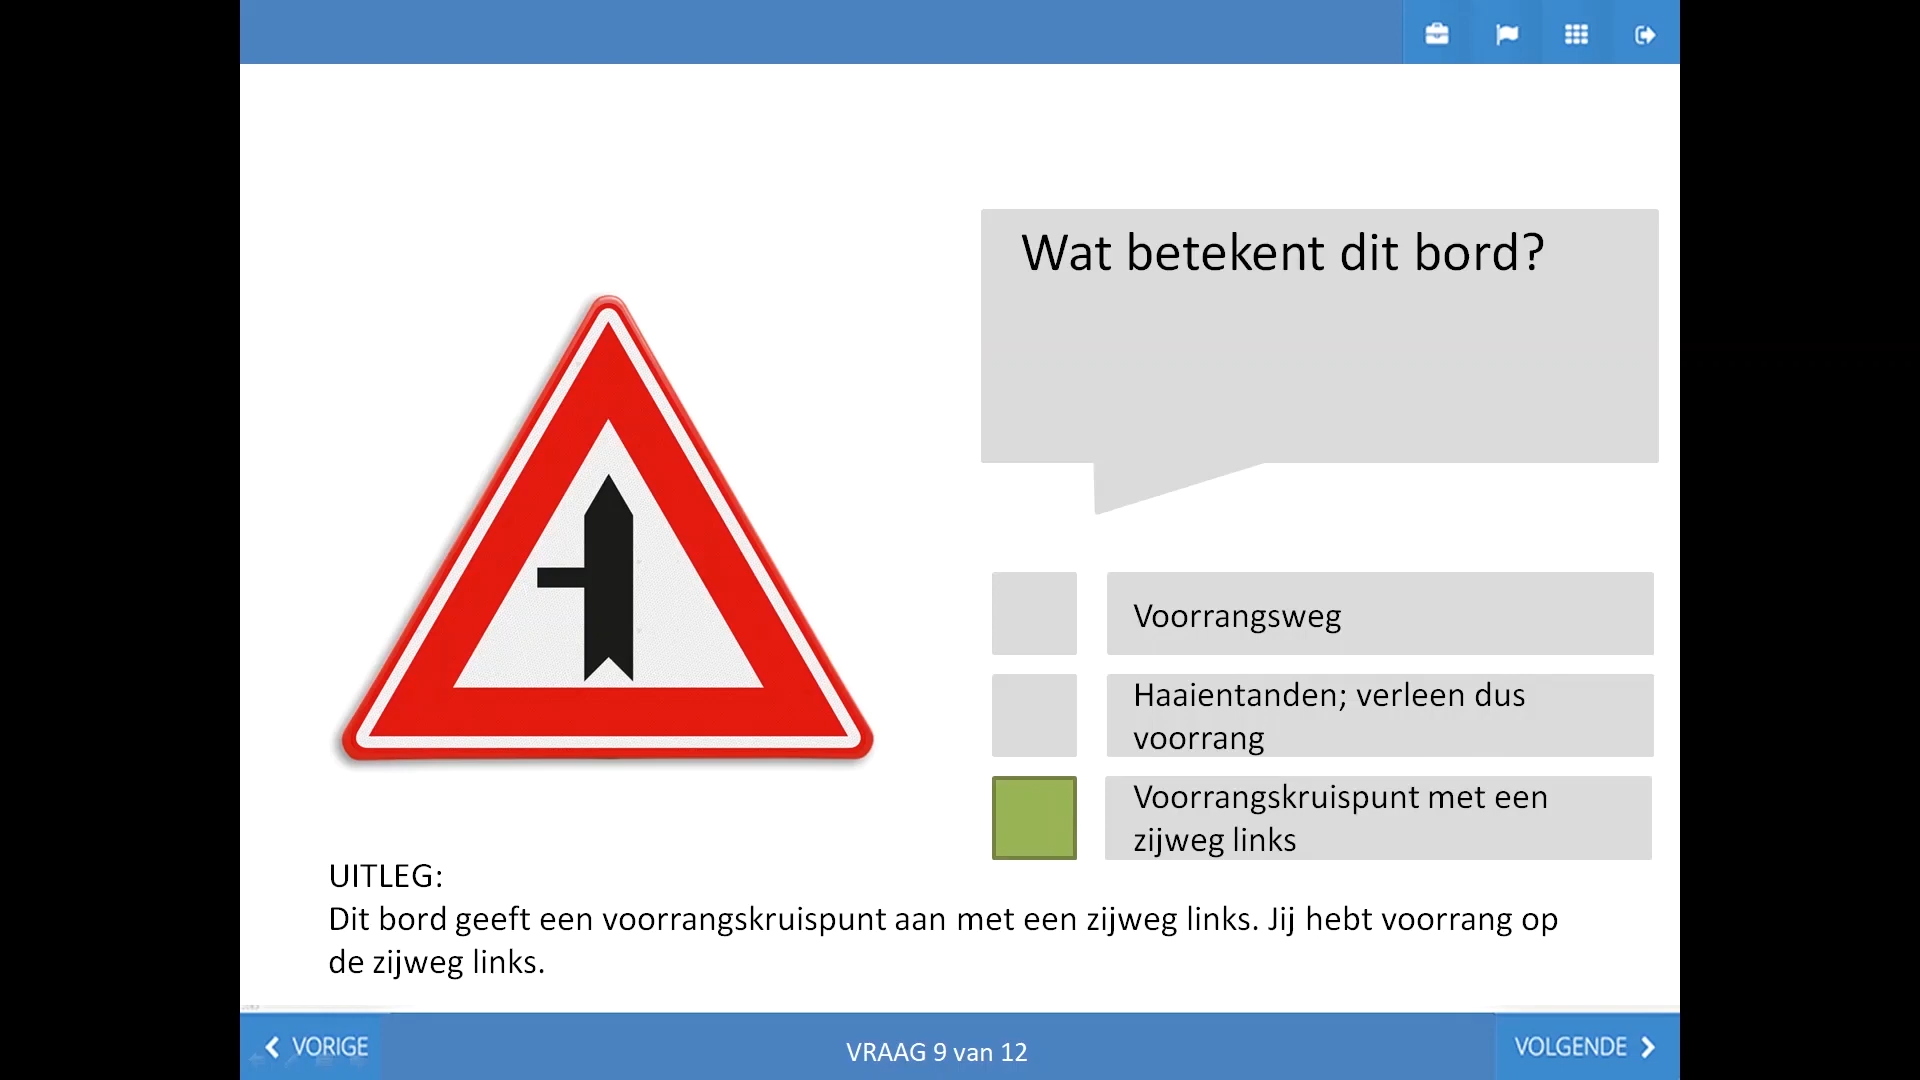 Wat betekent dit bord?
Voorrangsweg
Haaientanden; verleen dus
voorrang
Voorrangskruispunt met een
zijweg links
UITLEG:
Dit bord geeft een voorrangskruispunt aan met een zijweg links. Jij hebt voorrang op
de zijweg links.
VORIGE
VRAAG 9 van 12
VOLGENDE